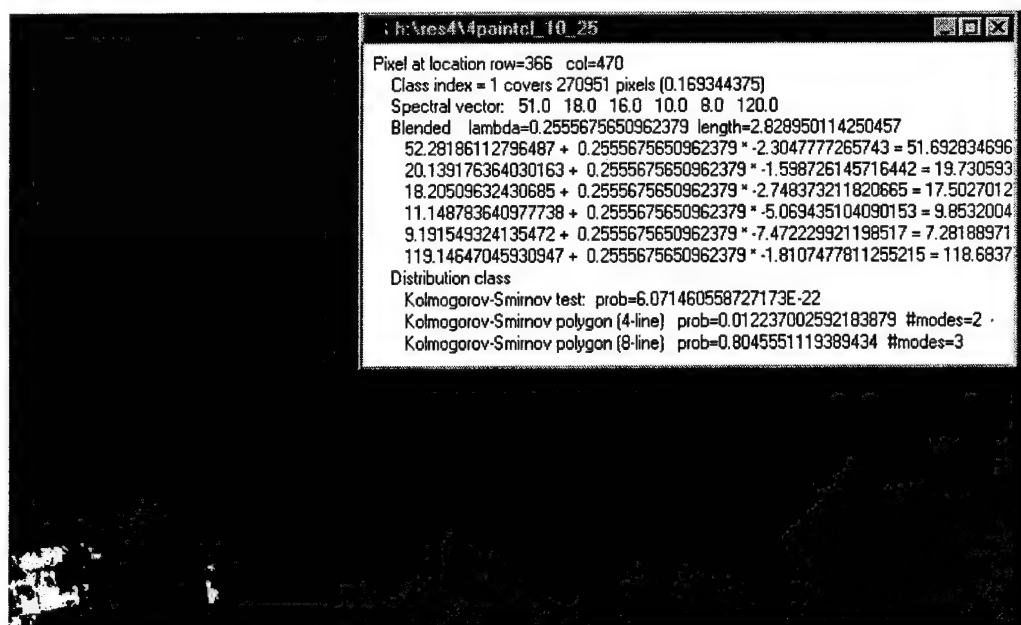 h:\res4\4paintcl_10_25
Pixel at location row=366 col=470
Class index = 1 covers 270951 pixels (0.169344375)
Spectral vector: 51.0 18.0 16.0 10.0 8.0 120.0
Blended lambda=0.2555675650962379 length=2.828950114250457
52.28186112796487 + 0.2555675650962379 * -2.3047777265743 = 51.692834696
20.139176364030163 + 0.2555675650962379 * -1.598726145716442 = 19.730593
18.20509632430685 + 0.2555675650962379 * -2.748373211820665 = 17.5027012
11.148783640977738 + 0.2555675650962379 * -5.069435104090153 = 9.8532004
9.191549324135472 + 0.2555675650962379 * -7.472229921198517 = 7.28188971
119.14647045930947 + 0.2555675650962379 * -1.8107477811255215 = 118.6837
Distribution class
Kolmogorov-Smirnov test: prob=6.071460558727173E-22
Kolmogorov-Smirnov polygon (4-line) prob=0.012237002592183879 #modes=2
Kolmogorov-Smirnov polygon (8-line) prob=0.8045551119389434 #modes=3